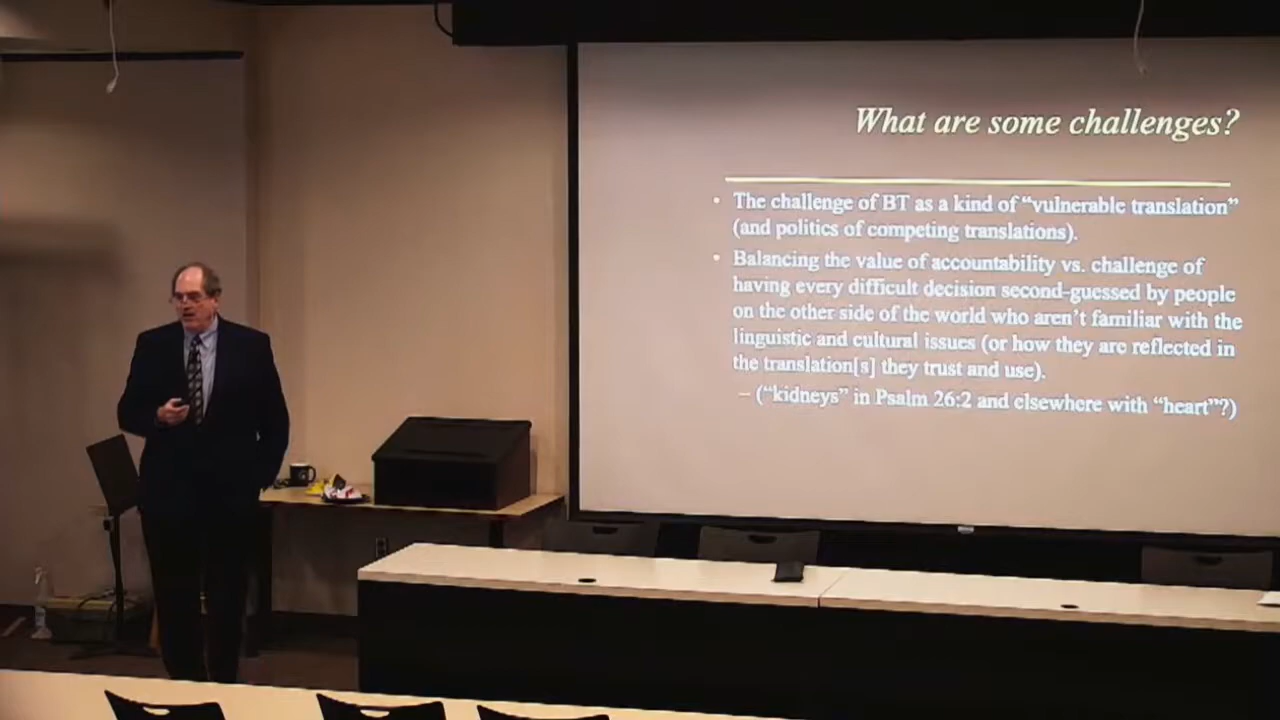 What are some challenges?
• The challenge of BT as a kind of “vulnerable translation”
(and politics of competing translations).
• Balancing the value of accountability vs. challenge of
having every difficult decision second-guessed by people
on the other side of the world who aren’t familiar with the
linguistic and cultural issues (or how they are reflected in
the translation[s] they trust and use).
– (“kidneys” in Psalm 26:2 and elsewhere with “heart”?)